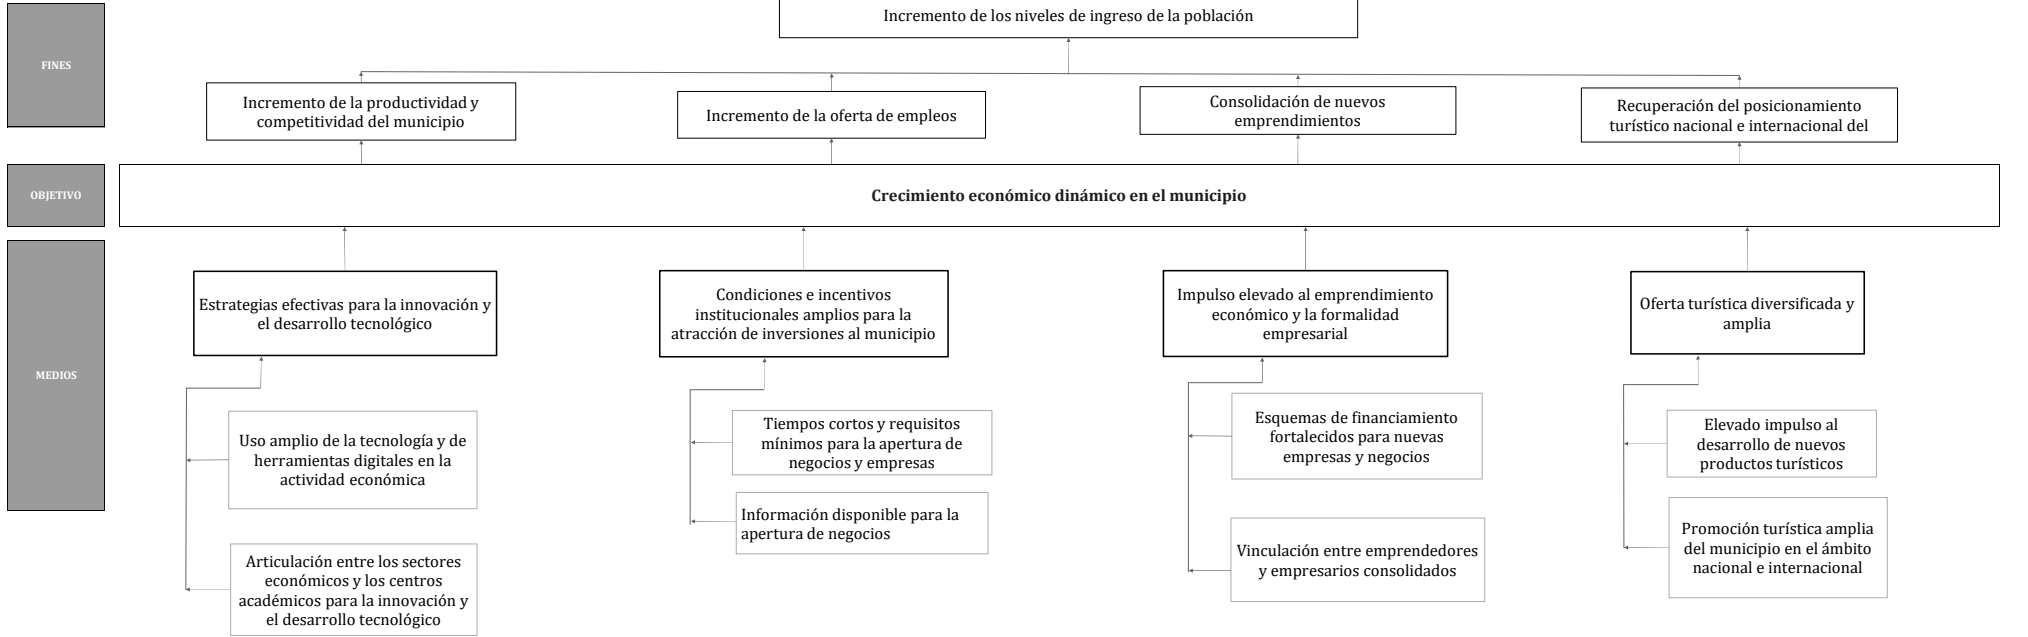 Incremento de los niveles de ingreso de la población
FINES
Incremento de la productividad y
competitividad del municipio
Incremento de la oferta de empleos
Consolidación de nuevos
emprendimientos
Recuperación del posicionamiento
turístico nacional e internacional del
OBJETIVO
Crecimiento económico dinámico en el municipio
MEDIOS
Estrategias efectivas para la innovación y
el desarrollo tecnológico
Condiciones e incentivos
institucionales amplios para la
atracción de inversiones al municipio
Impulso elevado al emprendimiento
económico y la formalidad
empresarial
Oferta turística diversificada y
amplia
Uso amplio de la tecnología y de
herramientas digitales en la
actividad económica
Articulación entre los sectores
económicos y los centros
académicos para la innovación y
el desarrollo tecnológico
Tiempos cortos y requisitos
mínimos para la apertura de
negocios y empresas
Información disponible para la
apertura de negocios
Esquemas de financiamiento
fortalecidos para nuevas
empresas y negocios
Vinculación entre emprendedores
y empresarios consolidados
Elevado impulso al
desarrollo de nuevos
productos turísticos
Promoción turística amplia
del municipio en el ámbito
nacional e internacional